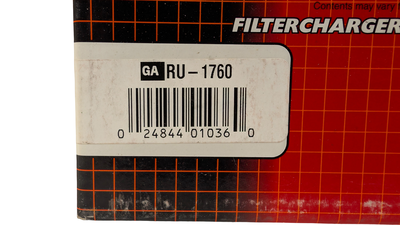 Contents may vary f
FILTERCHARGER
GA RU-1760
0 24844 01036 0